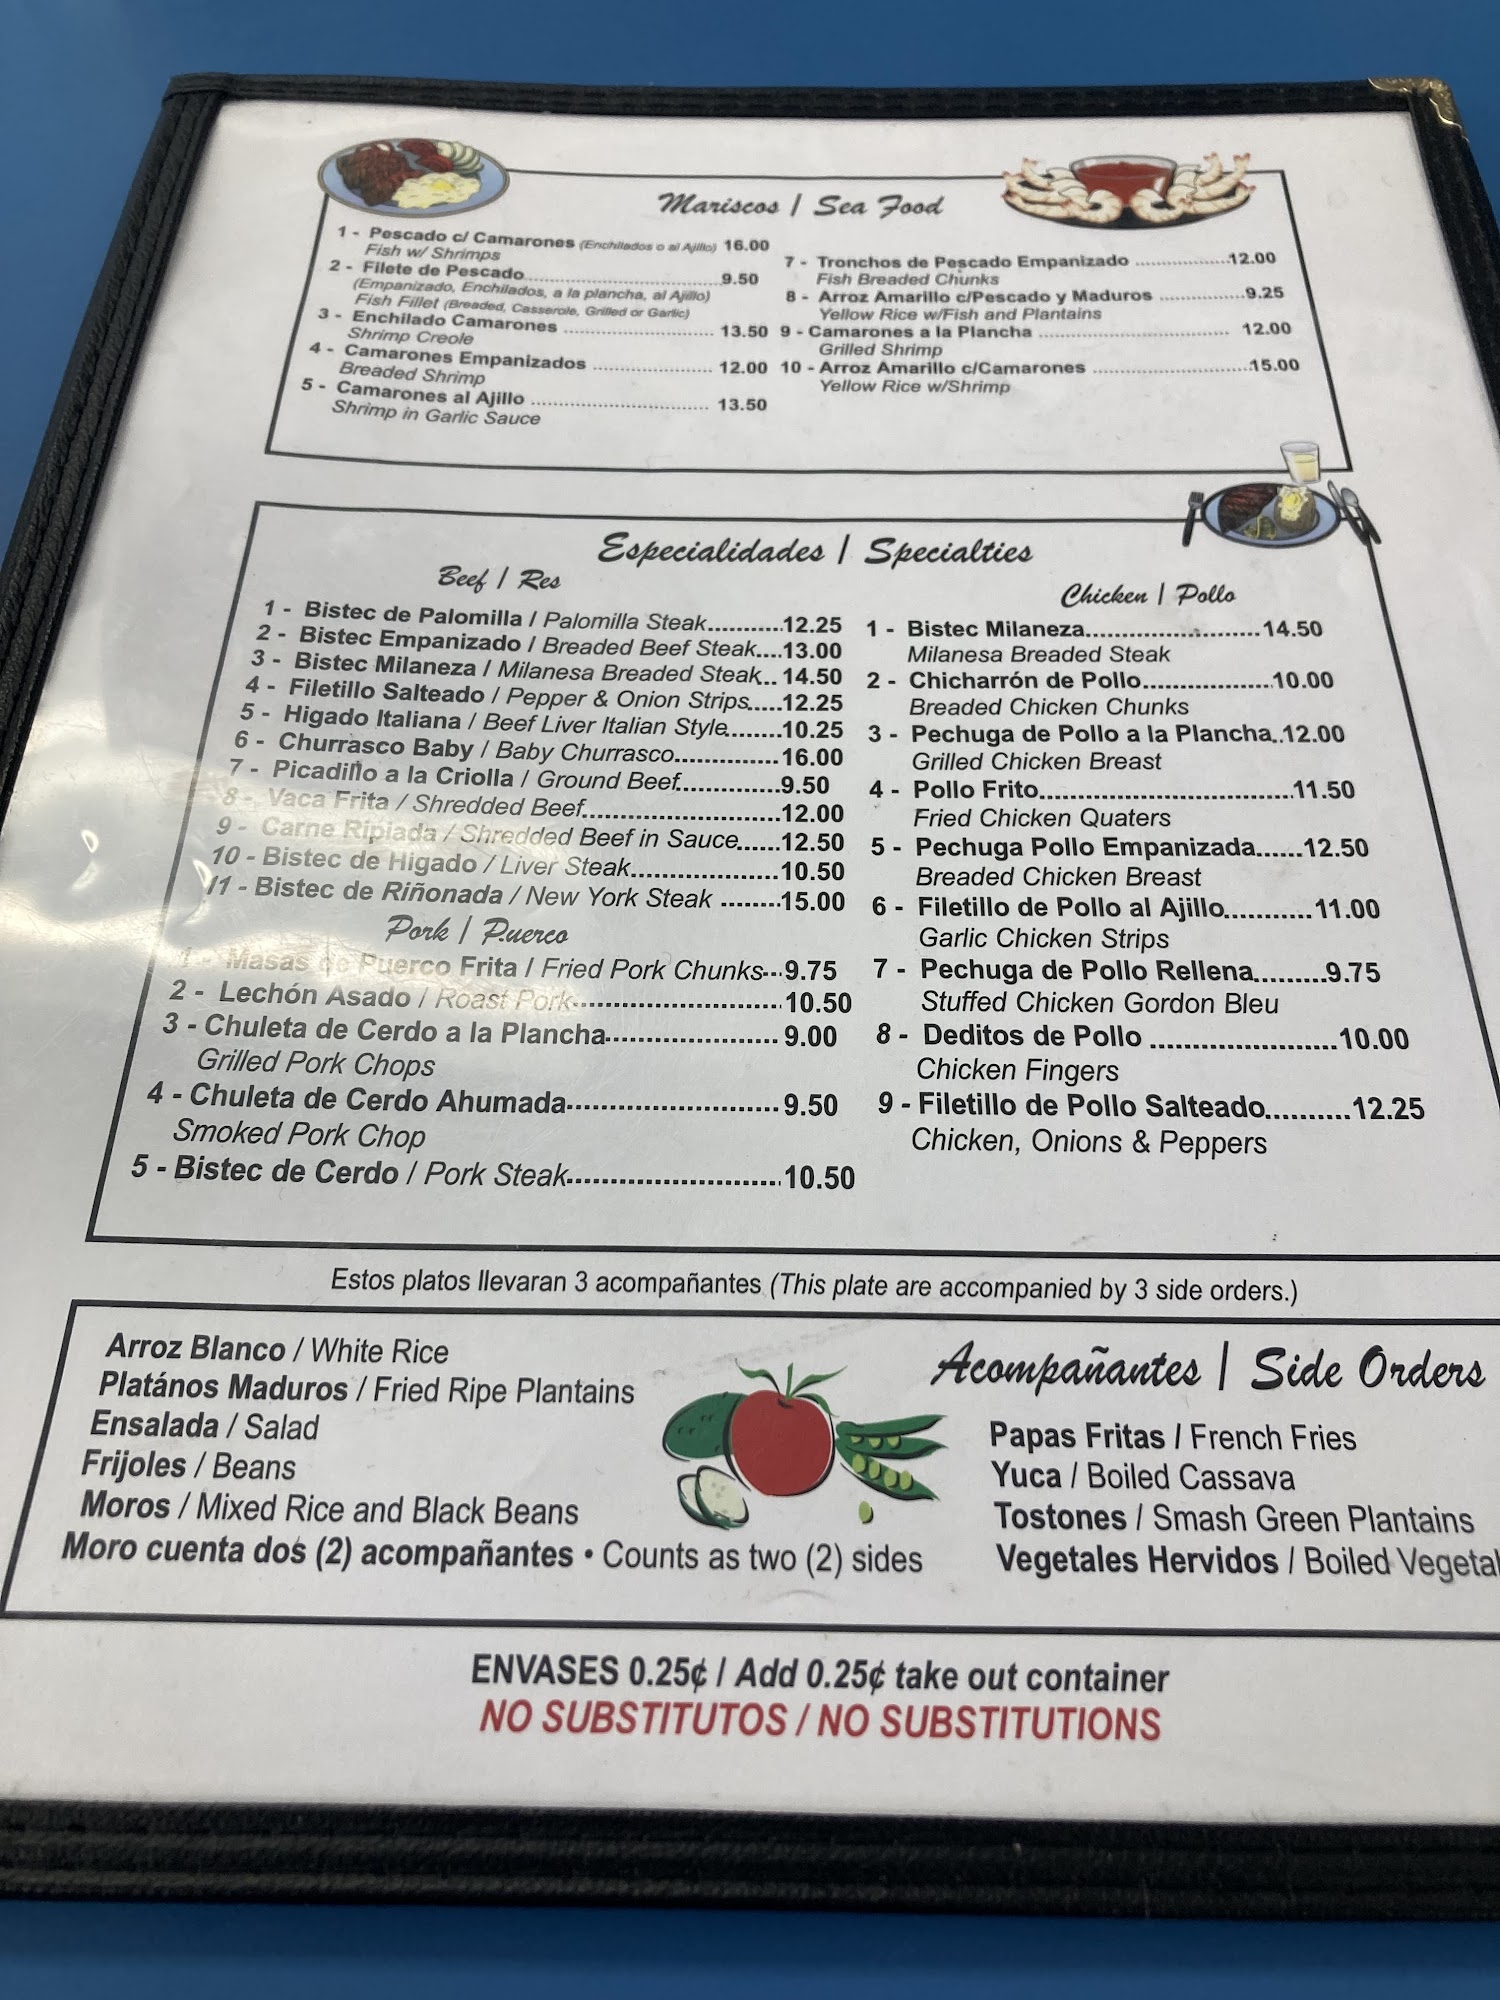 Mariscos / Sea Food
1 - Pescado c/ Camarones (Enchilados o al Ajillo) 16.00
Fish w/ Shrimps
2 - Filete de Pescado 9.50
(Empanizado, Enchilados, a la plancha, al Ajillo)
Fish Fillet (Breaded, Casserole, Grilled or Garlic)
3 - Enchilado Camarones 13.50
Shrimp Creole
4 - Camarones Empanizados 12.00
Breaded Shrimp
5 - Camarones al Ajillo 13.50
Shrimp in Garlic Sauce
7 - Tronchos de Pescado Empanizado 12.00
Fish Breaded Chunks
8 - Arroz Amarillo c/Pescado y Maduros 9.25
Yellow Rice w/Fish and Plantains
9 - Camarones a la Plancha 12.00
Grilled Shrimp
10 - Arroz Amarillo c/Camarones 15.00
Yellow Rice w/Shrimp
Especialidades / Specialties
Beef / Res
1 - Bistec de Palomilla / Palomilla Steak 12.25
2 - Bistec Empanizado / Breaded Beef Steak 13.00
3 - Bistec Milaneza / Milanesa Breaded Steak 14.50
4 - Filetillo Salteado / Pepper & Onion Strips 12.25
5 - Higado Italiana / Beef Liver Italian Style 10.25
6 - Churrasco Baby / Baby Churrasco 16.00
7 - Picadillo a la Criolla / Ground Beef 9.50
8 - Vaca Frita / Shredded Beef 12.00
9 - Carne Ripiada / Shredded Beef in Sauce 12.50
10 - Bistec de Higado / Liver Steak 10.50
11 - Bistec de Riñonada / New York Steak 15.00
Pork / Puerco
1 - Masas de Puerco Frita / Fried Pork Chunks 9.75
2 - Lechón Asado / Roast Pork 10.50
3 - Chuleta de Cerdo a la Plancha 9.00
Grilled Pork Chops
4 - Chuleta de Cerdo Ahumada 9.50
Smoked Pork Chop
5 - Bistec de Cerdo / Pork Steak 10.50
Chicken / Pollo
1 - Bistec Milaneza 14.50
Milanesa Breaded Steak
2 - Chicharrón de Pollo 10.00
Breaded Chicken Chunks
3 - Pechuga de Pollo a la Plancha 12.00
Grilled Chicken Breast
4 - Pollo Frito 11.50
Fried Chicken Quaters
5 - Pechuga Pollo Empanizada 12.50
Breaded Chicken Breast
6 - Filetillo de Pollo al Ajillo 11.00
Garlic Chicken Strips
7 - Pechuga de Pollo Rellena 9.75
Stuffed Chicken Gordon Bleu
8 - Deditos de Pollo 10.00
Chicken Fingers
9 - Filetillo de Pollo Salteado 12.25
Chicken, Onions & Peppers
Estos platos llevaran 3 acompañantes (This plate are accompanied by 3 side orders.)
Arroz Blanco / White Rice
Platános Maduros / Fried Ripe Plantains
Ensalada / Salad
Frijoles / Beans
Moros / Mixed Rice and Black Beans
Moro cuenta dos (2) acompañantes • Counts as two (2) sides
Acompañantes / Side Orders
Papas Fritas / French Fries
Yuca / Boiled Cassava
Tostones / Smash Green Plantains
Vegetales Hervidos / Boiled
ENVASES 0.25¢ / Add 0.25¢ take out container
NO SUBSTITUTOS / NO SUBSTITUTIONS